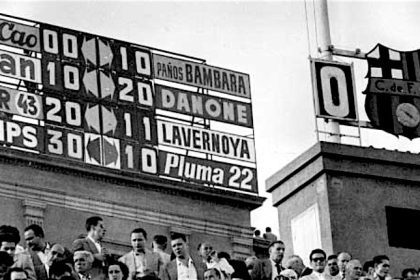 Cao 00 10 PAÑOS BAMBARA
an 10 20 DANONE
R 43 20 11 LAVERNOYA
PS 30 10 Pluma 22
0
C. de F.